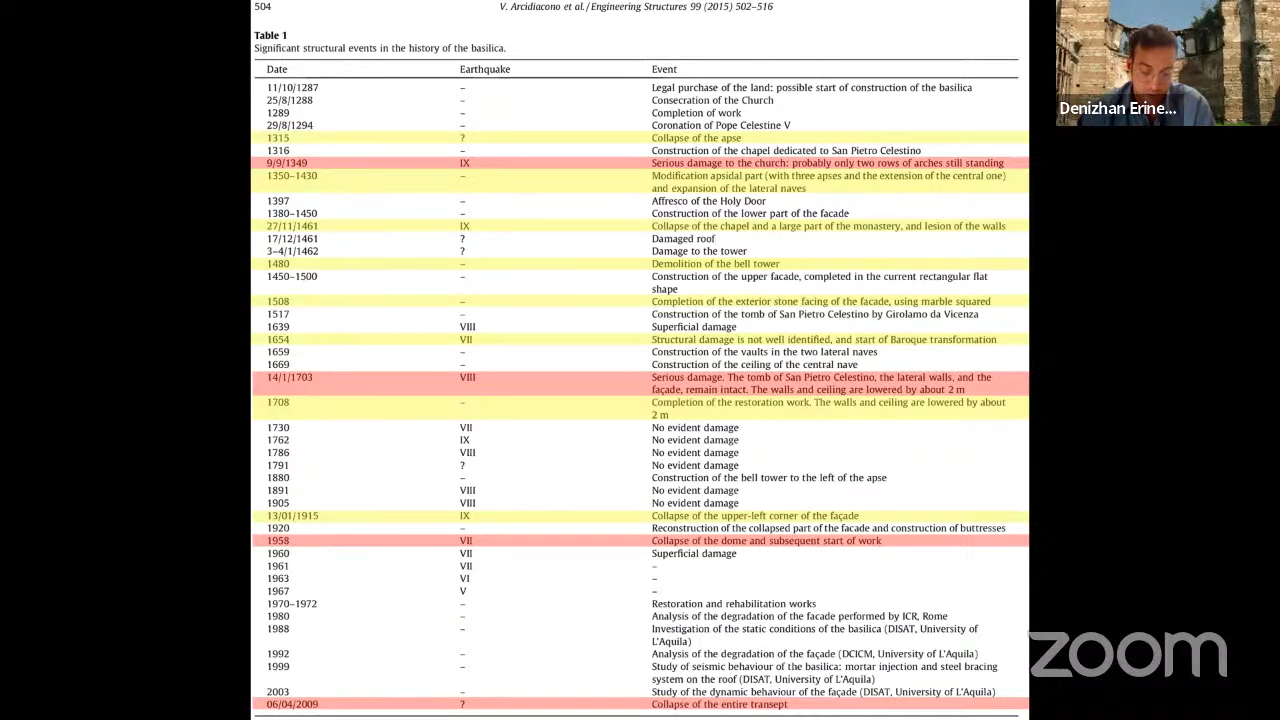 504
V. Arcidiacono et al. / Engineering Structures 99 (2015) 502–516
Table 1
Significant structural events in the history of the basilica.
Date Earthquake Event
11/10/1287 – Legal purchase of the land: possible start of construction of the basilica
25/8/1288 – Consecration of the Church
1289 – Completion of work
29/8/1294 – Coronation of Pope Celestine V
1315 ? Collapse of the apse
1316 – Construction of the chapel dedicated to San Pietro Celestino
9/9/1349 IX Serious damage to the church: probably only two rows of arches still standing
1350–1430 – Modification apsidal part (with three apses and the extension of the central one)
and expansion of the lateral naves
1397 – Affresco of the Holy Door
1380–1450 – Construction of the lower part of the facade
27/11/1461 IX Collapse of the chapel and a large part of the monastery, and lesion of the walls
17/12/1461 ? Damaged roof
3–4/1/1462 ? Damage to the tower
1480 – Demolition of the bell tower
1450–1500 – Construction of the upper facade, completed in the current rectangular flat
shape
1508 – Completion of the exterior stone facing of the facade, using marble squared
1517 – Construction of the tomb of San Pietro Celestino by Girolamo da Vicenza
1639 VIII Superficial damage
1654 VII Structural damage is not well identified, and start of Baroque transformation
1659 – Construction of the vaults in the two lateral naves
1669 – Construction of the ceiling of the central nave
14/1/1703 VIII Serious damage. The tomb of San Pietro Celestino, the lateral walls, and the
façade, remain intact. The walls and ceiling are lowered by about 2 m
1708 – Completion of the restoration work. The walls and ceiling are lowered by about
2 m
1730 VII No evident damage
1762 IX No evident damage
1786 VIII No evident damage
1791 ? No evident damage
1880 – Construction of the bell tower to the left of the apse
1891 VIII No evident damage
1905 VIII No evident damage
13/01/1915 IX Collapse of the upper-left corner of the façade
1920 – Reconstruction of the collapsed part of the facade and construction of buttresses
1958 VII Collapse of the dome and subsequent start of work
1960 VII Superficial damage
1961 VII –
1963 VI –
1967 V –
1970–1972 – Restoration and rehabilitation works
1980 – Analysis of the degradation of the facade performed by ICR, Rome
1988 – Investigation of the static conditions of the basilica (DISAT, University of
L'Aquila)
1992 – Analysis of the degradation of the façade (DCICM, University of L'Aquila)
1999 – Study of seismic behaviour of the basilica: mortar injection and steel bracing
system on the roof (DISAT, University of L'Aquila)
2003 – Study of the dynamic behaviour of the façade (DISAT, University of L'Aquila)
06/04/2009 ? Collapse of the entire transept
Denizhan Erine...
zoom